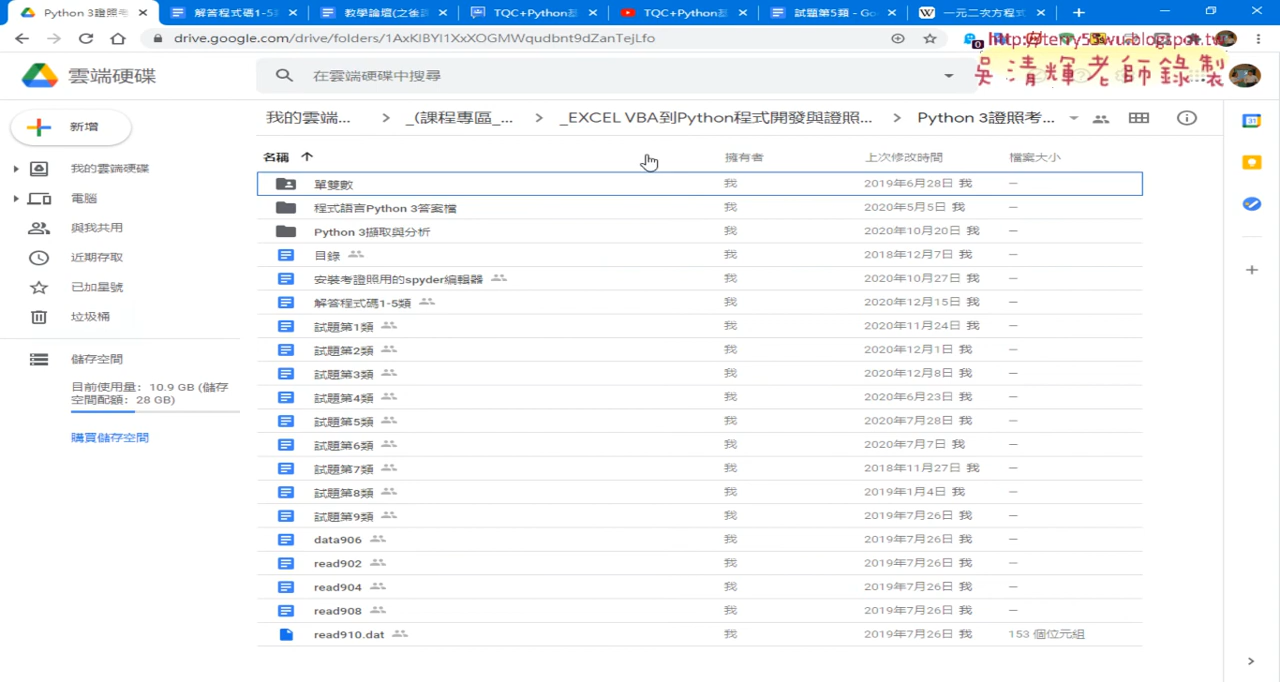 Python 3證照考
解答程式碼1-5
教學論壇(之後
TQC+Python
TQC+Python
試題第5類 - Go
一元二次方程式
drive.google.com/drive/folders/1AxKlBYl1XxXOGMWqudbnt9dZanTejLfo
吳清輝老師錄製
雲端硬碟
在雲端硬碟中搜尋
新增
我的雲端... > _(課程專區_... > _EXCEL VBA到Python程式開發與證照... > Python 3證照考...
名稱 擁有者 上次修改時間 檔案大小
我的雲端硬碟
電腦
與我共用
近期存取
已加星號
垃圾桶
儲存空間
目前使用量： 10.9 GB (儲存
空間配額： 28 GB)
購買儲存空間
單雙數 我 2019年6月28日 我 —
程式語言Python 3答案檔 我 2020年5月5日 我 —
Python 3擷取與分析 我 2020年10月20日 我 —
目錄 我 2018年12月7日 我 —
安裝考證照用的spyder編輯器 我 2020年10月27日 我 —
解答程式碼1-5類 我 2020年12月15日 我 —
試題第1類 我 2020年11月24日 我 —
試題第2類 我 2020年12月1日 我 —
試題第3類 我 2020年12月8日 我 —
試題第4類 我 2020年6月23日 我 —
試題第5類 我 2020年7月28日 我 —
試題第6類 我 2020年7月7日 我 —
試題第7類 我 2018年11月27日 我 —
試題第8類 我 2019年1月4日 我 —
試題第9類 我 2019年7月26日 我 —
data906 我 2019年7月26日 我 —
read902 我 2019年7月26日 我 —
read904 我 2019年7月26日 我 —
read908 我 2019年7月26日 我 —
read910.dat 我 2019年7月26日 我 153 個位元組